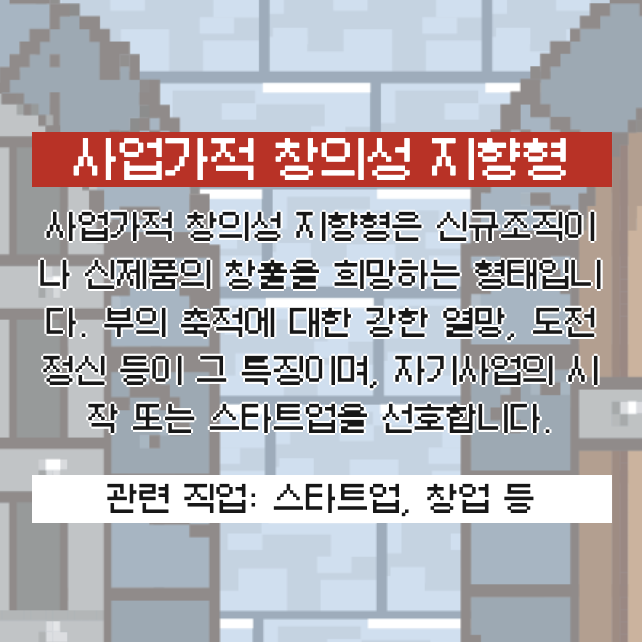 사업가적 창의성 지향형
사업가적 창의성 지향형은 신규조직이
나 신제품의 창출을 희망하는 형태입니
다. 부의 축적에 대한 강한 열망, 도전
정신 등이 그 특징이며, 자기사업의 시
작 또는 스타트업을 선호합니다.
관련 직업: 스타트업, 창업 등